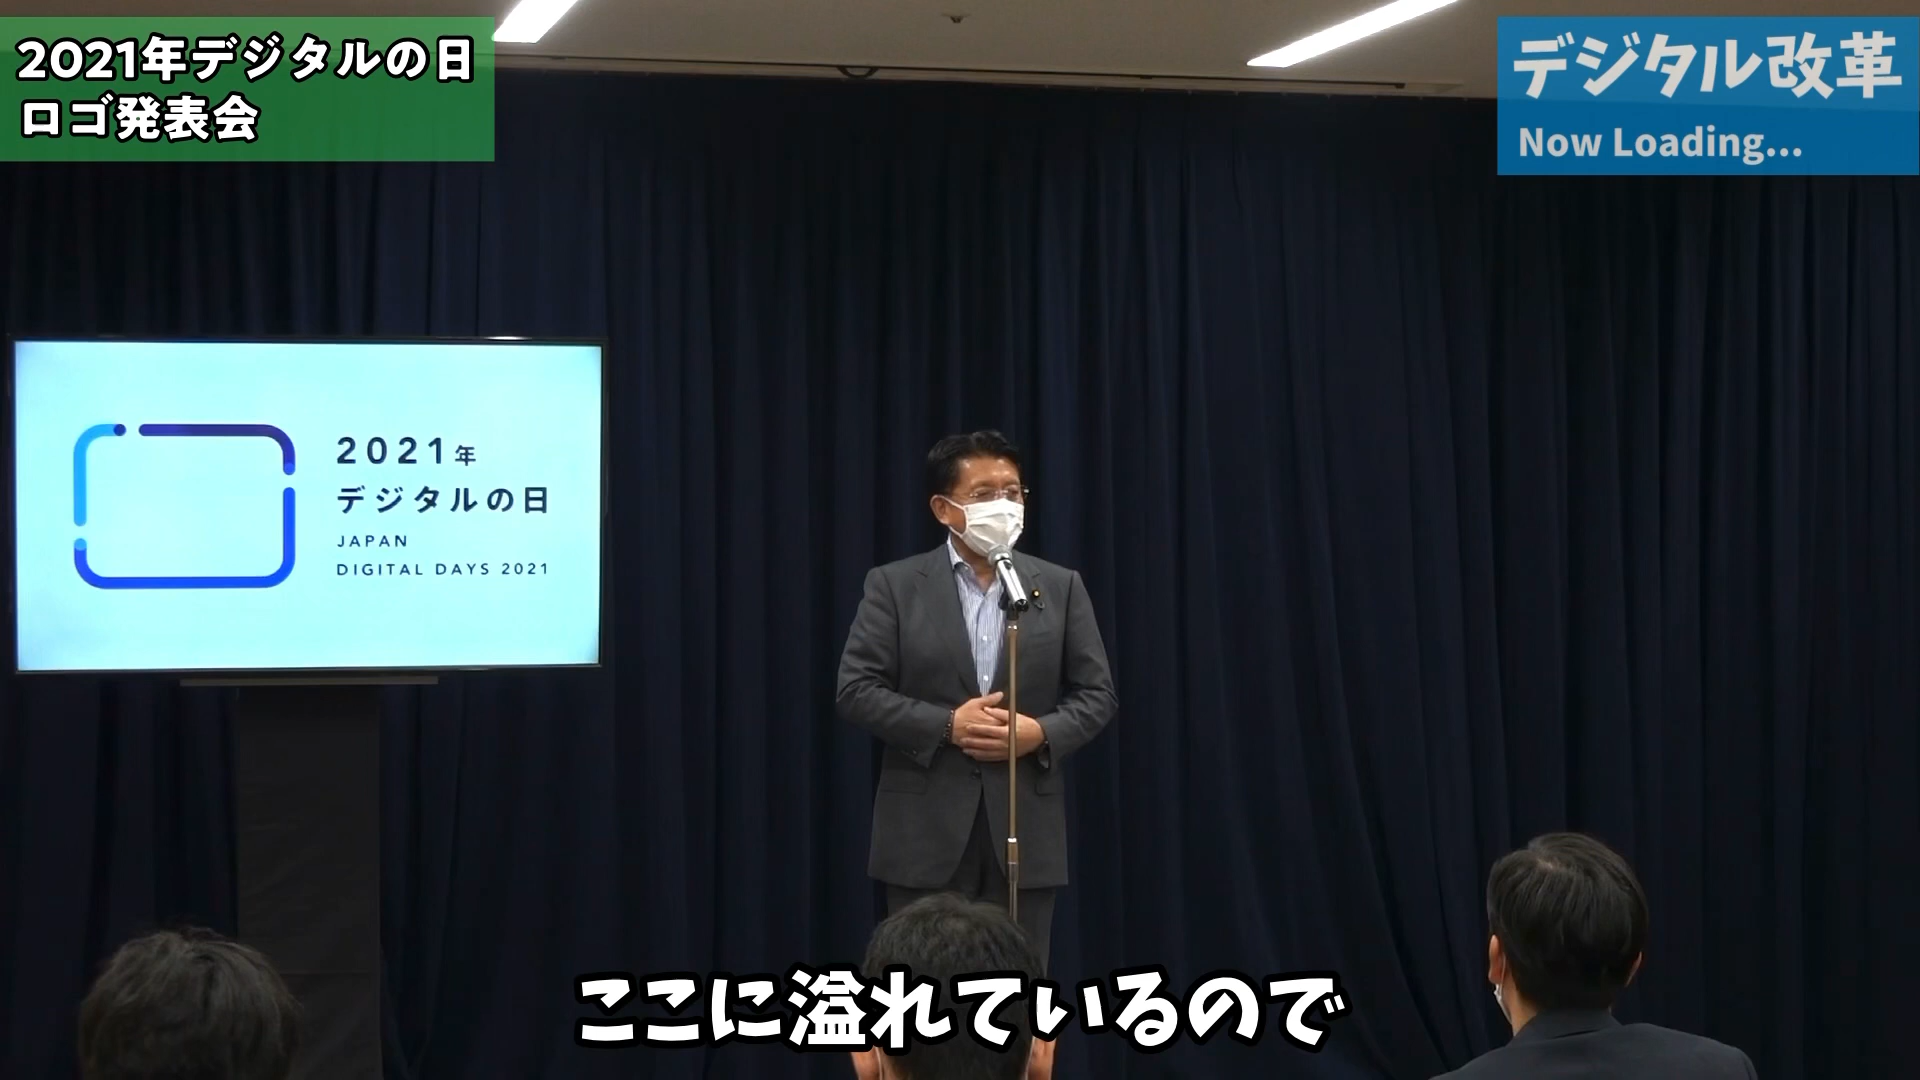 2021年デジタルの日
ロゴ発表会
デジタル改革
Now Loading...
2021年
デジタルの日
JAPAN
DIGITAL DAYS 2021
ここに溢れているので